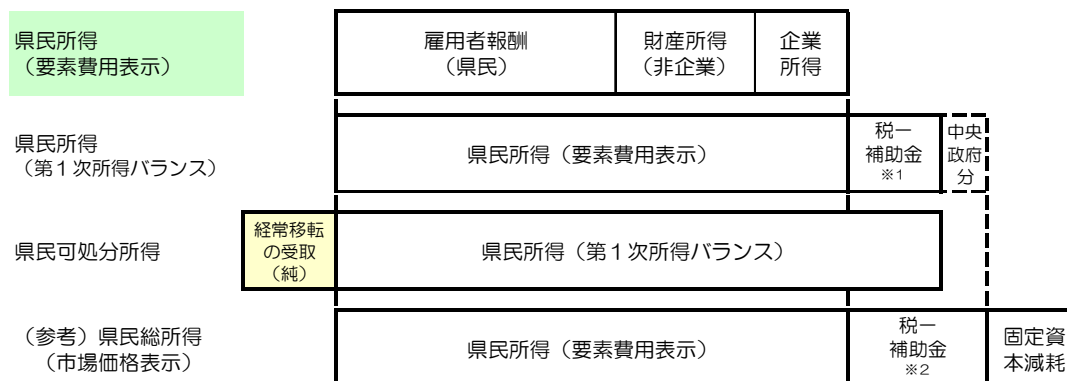 県民所得
（要素費用表示）
雇用者報酬
（県民）
財産所得
（非企業）
企業
所得
県民所得
（第１次所得バランス）
県民所得（要素費用表示）
税－
補助金
※1
中央
政府
分
県民可処分所得
経常移転
の受取
（純）
県民所得（第１次所得バランス）
（参考）県民総所得
（市場価格表示）
県民所得（要素費用表示）
税－
補助金
※2
固定資
本減耗